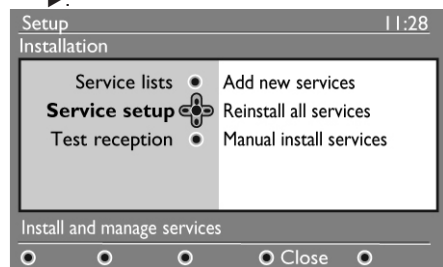 Setup 11:28
Installation
Service lists Add new services
Service setup Reinstall all services
Test reception Manual install services
Install and manage services
Close